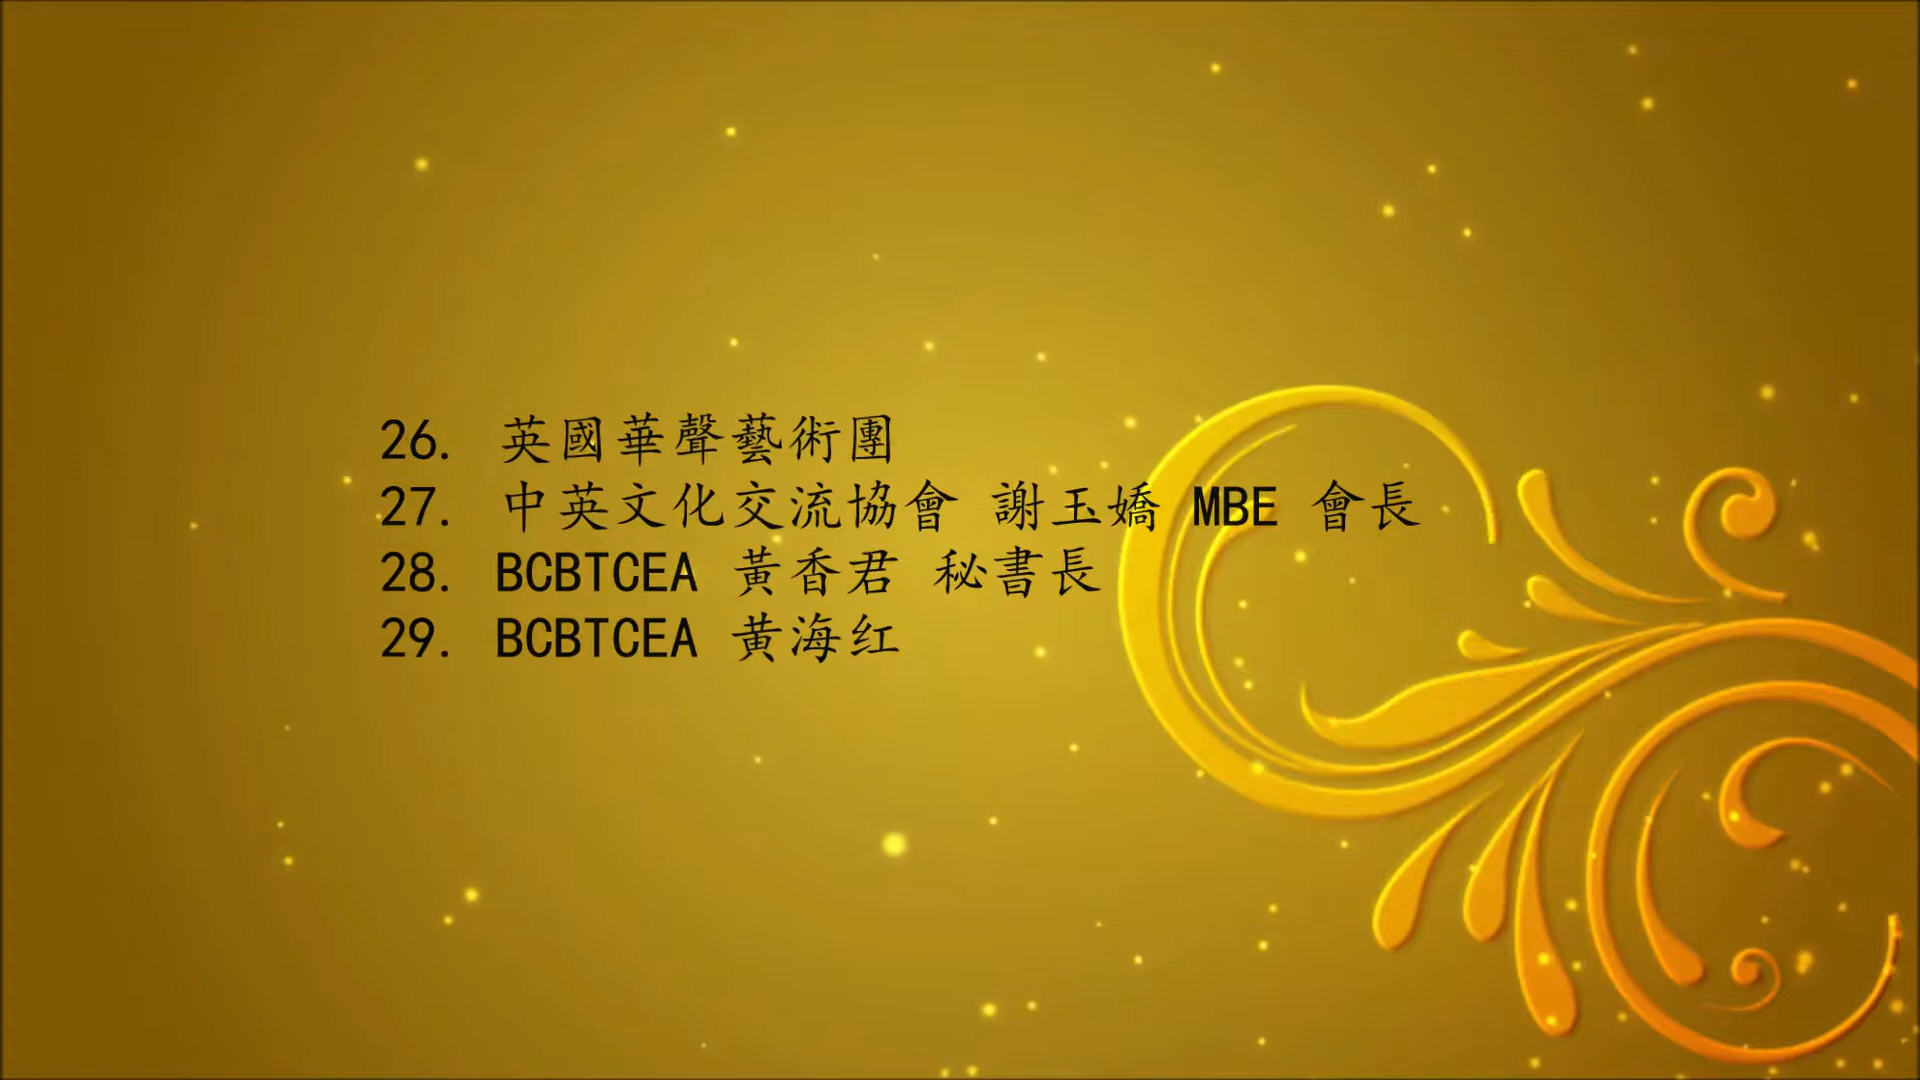 26. 英國華聲藝術團
27. 中英文化交流協會 謝玉嬌 MBE 會長
28. BCBTCEA 黃香君 秘書長
29. BCBTCEA 黄海红